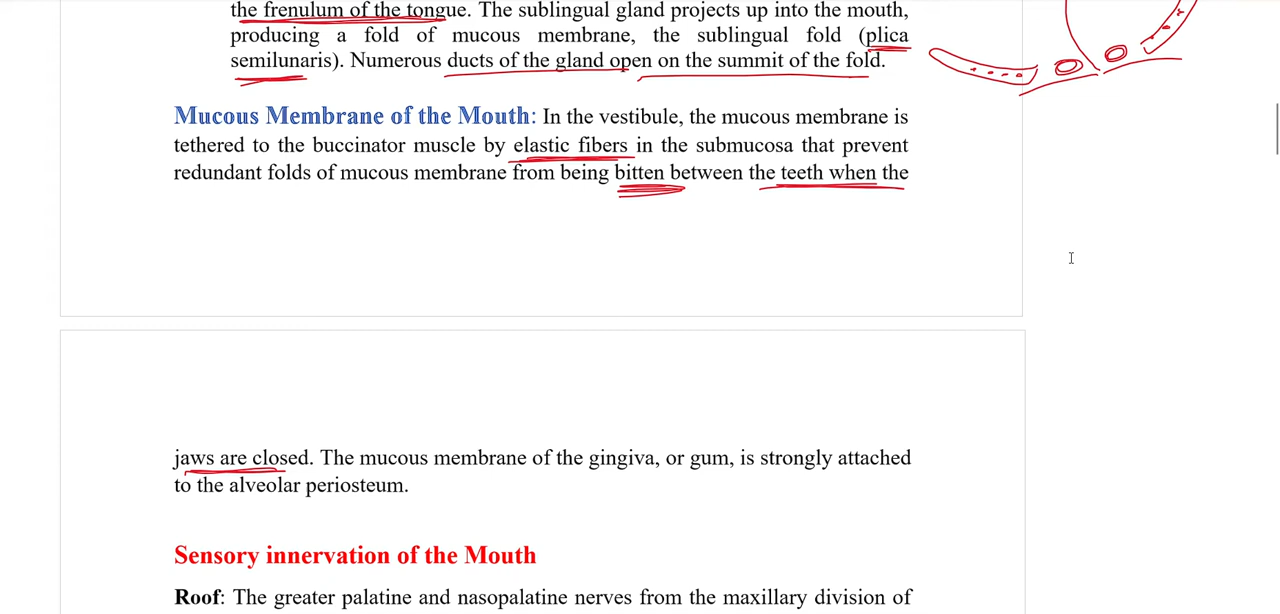 the frenulum of the tongue. The sublingual gland projects up into the mouth,
producing a fold of mucous membrane, the sublingual fold (plica
semilunaris). Numerous ducts of the gland open on the summit of the fold.
Mucous Membrane of the Mouth: In the vestibule, the mucous membrane is
tethered to the buccinator muscle by elastic fibers in the submucosa that prevent
redundant folds of mucous membrane from being bitten between the teeth when the
jaws are closed. The mucous membrane of the gingiva, or gum, is strongly attached
to the alveolar periosteum.
Sensory innervation of the Mouth
Roof: The greater palatine and nasopalatine nerves from the maxillary division of